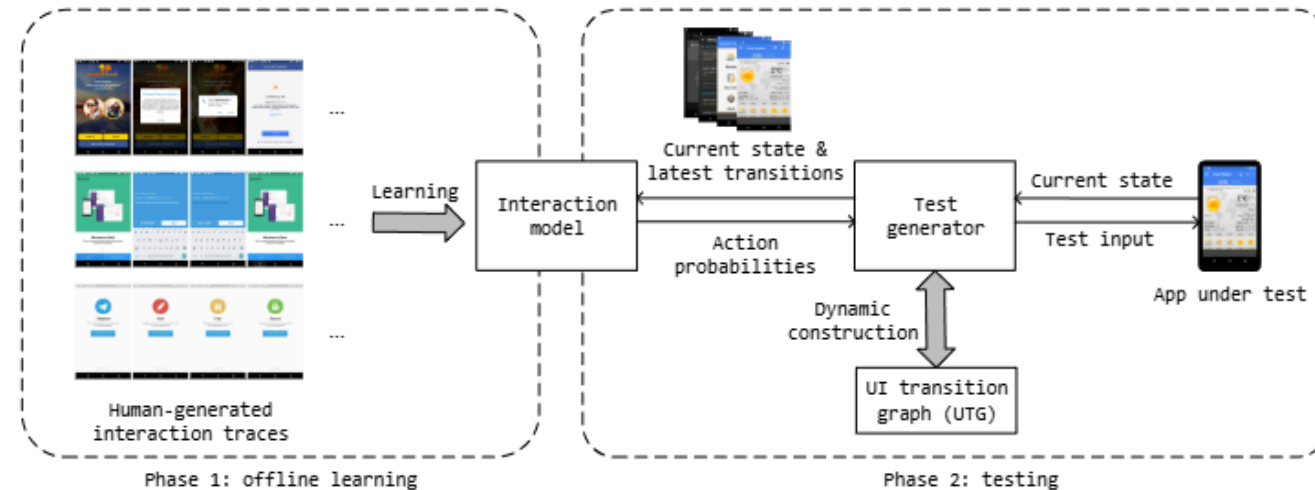 ...
...
...
Learning
Human-generated
interaction traces
Phase 1: offline learning
Interaction
model
Current state &
latest transitions
Action
probabilities
Test
generator
Current state
Test input
App under test
Dynamic
construction
UI transition
graph (UTG)
Phase 2: testing